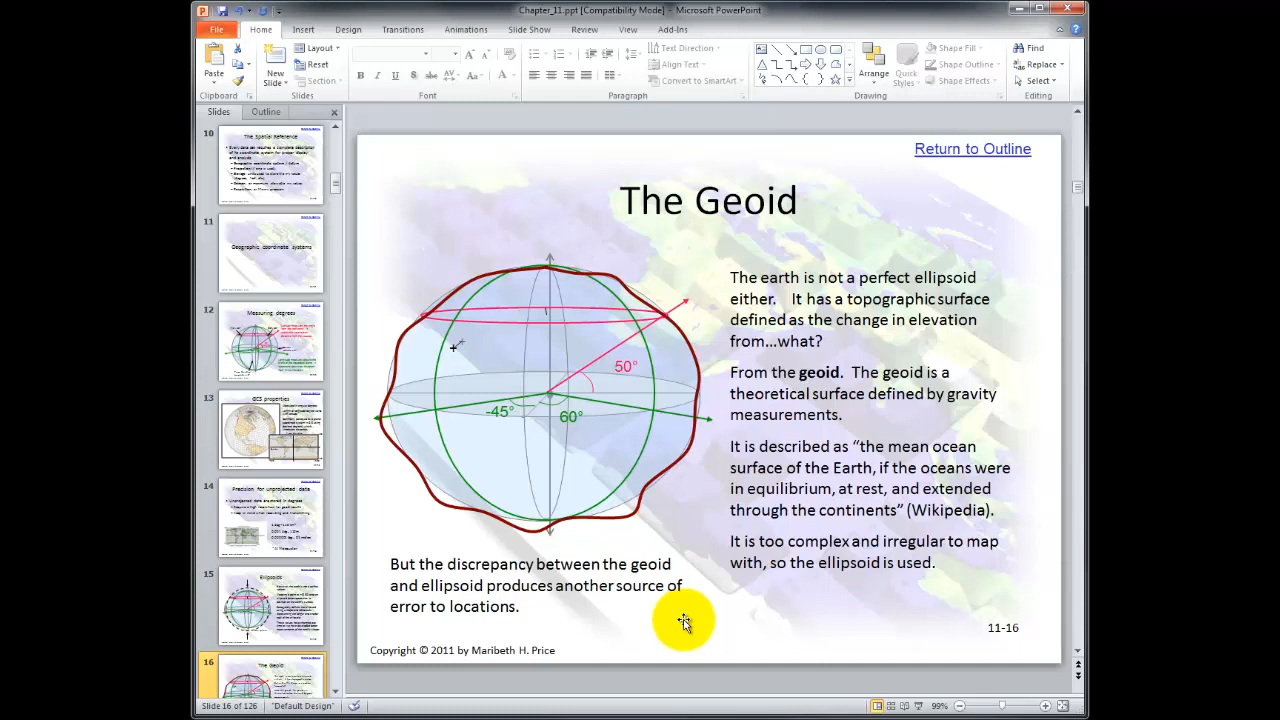 Chapter_11.ppt [Compatibility Mode] – Microsoft PowerPoint
File Home Insert Design Transitions Animations Slide Show Review View Add-Ins
Paste
New Slide
Layout
Reset
Section
Text Direction
Align Text
Convert to SmartArt
Arrange
Quick Styles
Shape Fill
Shape Outline
Shape Effects
Find
Replace
Select
Clipboard Slides Font Paragraph Drawing Editing
Slides Outline
10
The Spatial Reference
11
Geographic coordinate systems
12
Measuring degrees
13
GCS properties
14
Precision for unprojected data
15
Ellipsoids
16
The Geoid
Return to Outline
The Geoid
The earth is not a perfect ellipsoid
It has a topographic surface
as the change in elevation
from...what?
From the geoid. The geoid is a
theoretical surface defined by gravity
measurements.
It is described as "the mean ocean
surface of the Earth, if the oceans were
in equilibrium, at rest, and extended
through the continents" (Wikipedia).
It is too complex and irregular to map
with, so the ellipsoid is used.
50°
-45°
60°
But the discrepancy between the geoid
and ellipsoid produces another source of
error to locations.
11-16
Copyright © 2011 by Maribeth H. Price
Slide 16 of 126 "Default Design" 99%